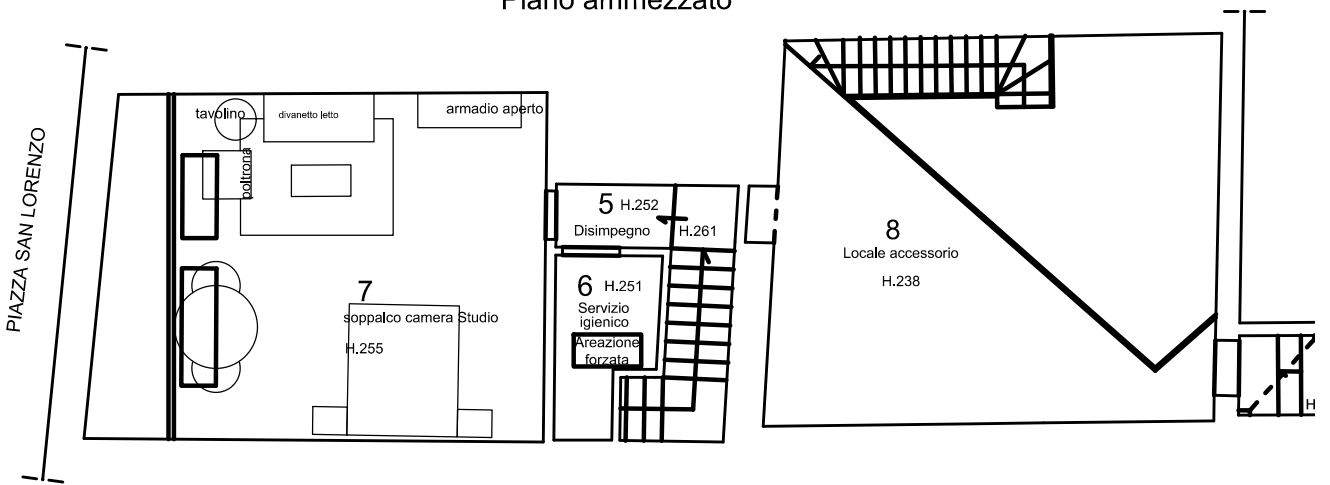 Piano ammezzato
PIAZZA SAN LORENZO
tavolino
divanetto letto
armadio aperto
poltrona
7
soppalco camera Studio
H.255
5 H.252
Disimpegno
H.261
6 H.251
Servizio
igienico
Areazione
forzata
8
Locale accessorio
H.238
H